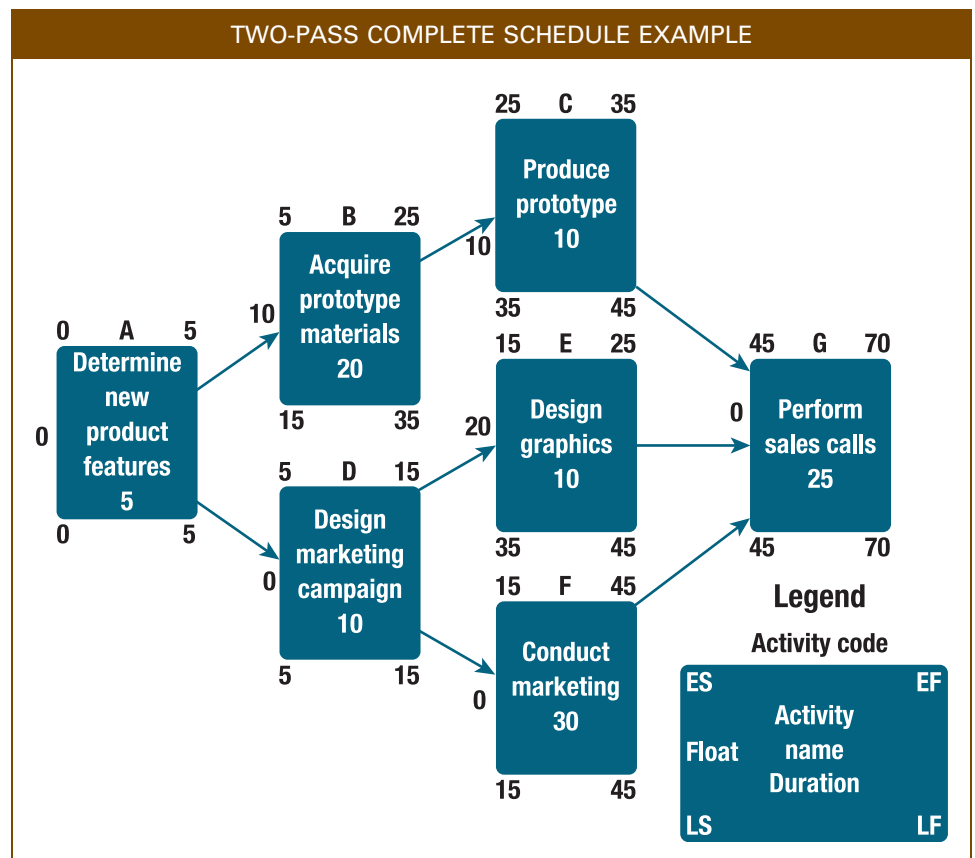 TWO-PASS COMPLETE SCHEDULE EXAMPLE
0 A 5
Determine
new
product
features
5
0
0 5
5 B 25
Acquire
prototype
materials
20
10
15 35
5 D 15
Design
marketing
campaign
10
0
5 15
25 C 35
Produce
prototype
10
10
35 45
15 E 25
Design
graphics
10
20
35 45
15 F 45
Conduct
marketing
30
0
15 45
45 G 70
Perform
sales calls
25
0
45 70
Legend
Activity code
ES EF
Activity
Float name
Duration
LS LF